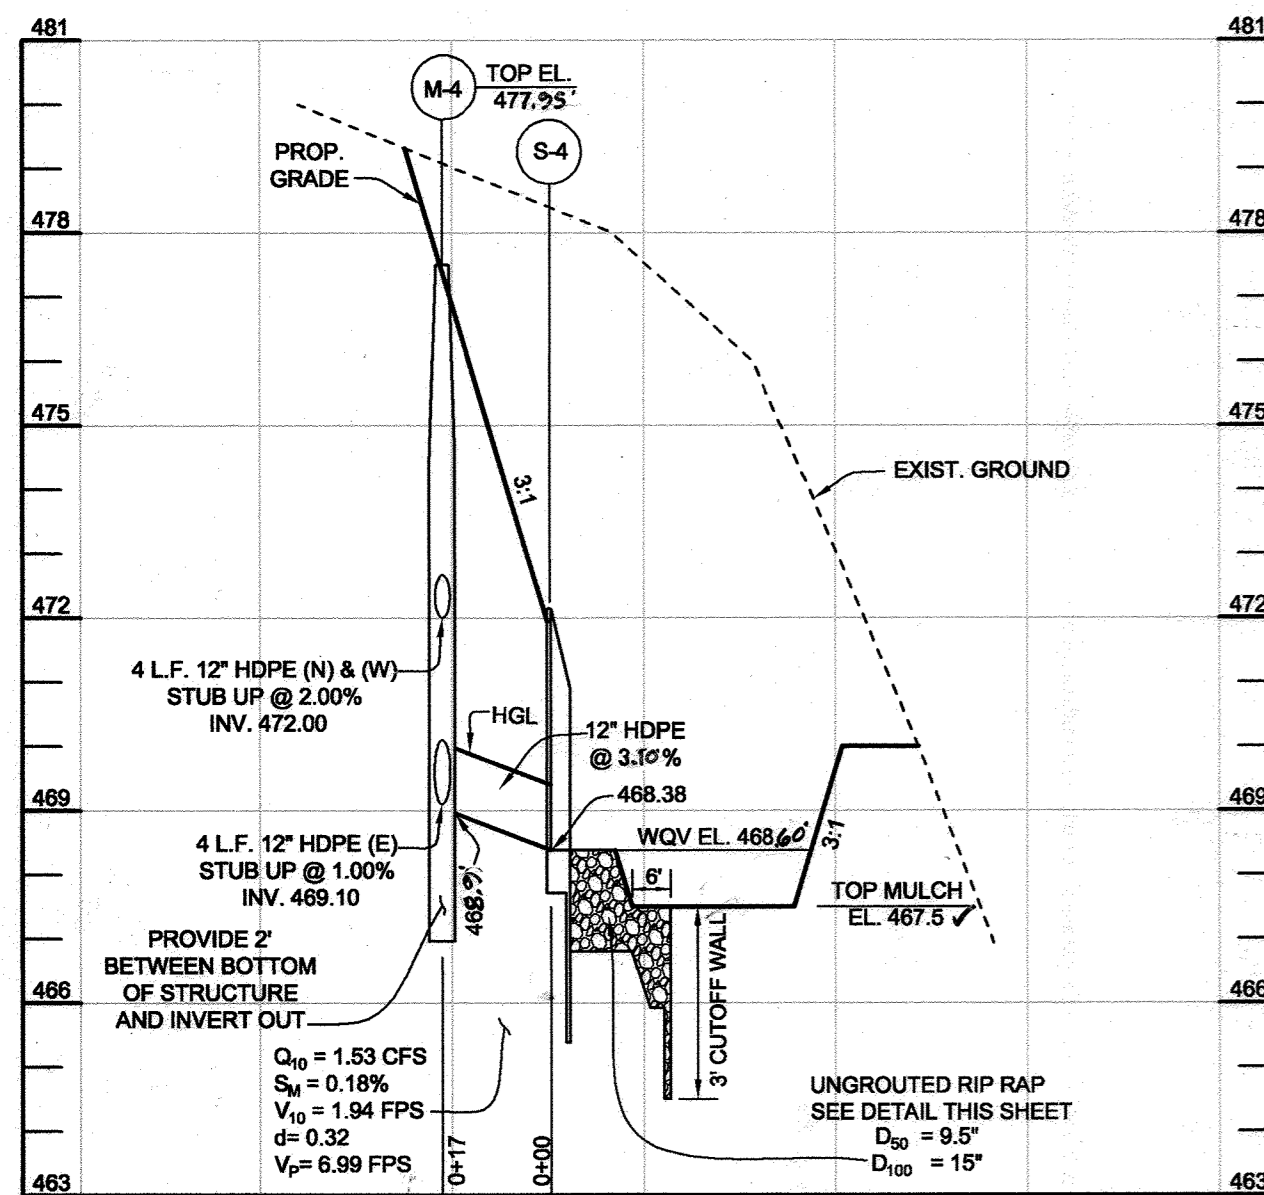 481
481
M-4
TOP EL.
477.95'
S-4
PROP.
GRADE
478
478
475
475
EXIST. GROUND
3:1
472
472
4 L.F. 12" HDPE (N) & (W)
STUB UP @ 2.00%
INV. 472.00
HGL
12" HDPE
@ 3.10%
468.38
469
469
WQV EL. 468.60'
3:1
4 L.F. 12" HDPE (E)
STUB UP @ 1.00%
INV. 469.10
6'
TOP MULCH
EL. 467.5 ✓
PROVIDE 2'
BETWEEN BOTTOM
OF STRUCTURE
AND INVERT OUT
3' CUTOFF WALL
466
466
Q10 = 1.53 CFS
SM = 0.18%
V10 = 1.94 FPS
d= 0.32
VP= 6.99 FPS
0+17
0+00
UNGROUTED RIP RAP
SEE DETAIL THIS SHEET
D50 = 9.5"
D100 = 15"
463
463